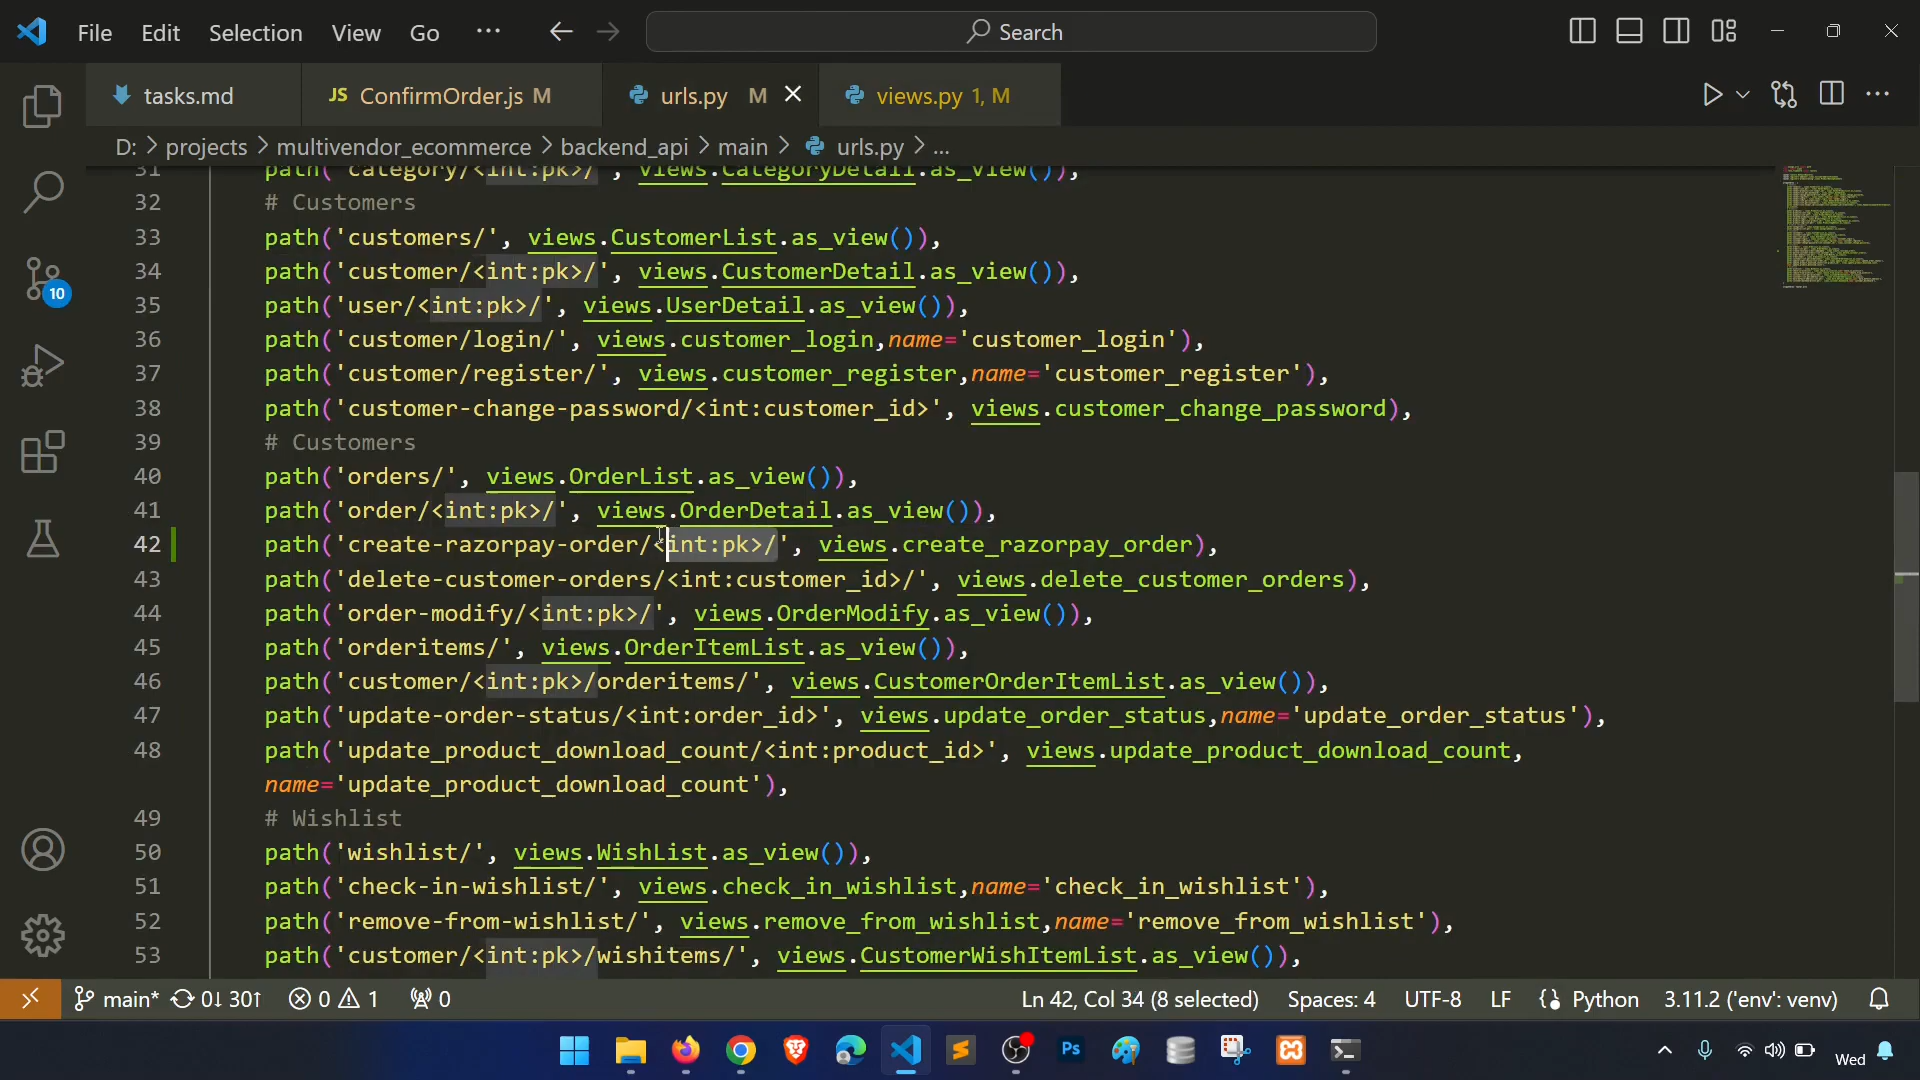 File Edit Selection View Go ··· Search
tasks.md JS ConfirmOrder.js M urls.py M views.py 1, M
D: > projects > multivendor_ecommerce > backend_api > main > urls.py > ...
31 path('category/<int:pk>/', views.CategoryDetail.as_view()),
32 # Customers
33 path('customers/', views.CustomerList.as_view()),
34 path('customer/<int:pk>/', views.CustomerDetail.as_view()),
35 path('user/<int:pk>/', views.UserDetail.as_view()),
36 path('customer/login/', views.customer_login,name='customer_login'),
37 path('customer/register/', views.customer_register,name='customer_register'),
38 path('customer-change-password/<int:customer_id>', views.customer_change_password),
39 # Customers
40 path('orders/', views.OrderList.as_view()),
41 path('order/<int:pk>/', views.OrderDetail.as_view()),
42 path('create-razorpay-order/<int:pk>/', views.create_razorpay_order),
43 path('delete-customer-orders/<int:customer_id>/', views.delete_customer_orders),
44 path('order-modify/<int:pk>/', views.OrderModify.as_view()),
45 path('orderitems/', views.OrderItemList.as_view()),
46 path('customer/<int:pk>/orderitems/', views.CustomerOrderItemList.as_view()),
47 path('update-order-status/<int:order_id>', views.update_order_status,name='update_order_status'),
48 path('update_product_download_count/<int:product_id>', views.update_product_download_count,
name='update_product_download_count'),
49 # Wishlist
50 path('wishlist/', views.WishList.as_view()),
51 path('check-in-wishlist/', views.check_in_wishlist,name='check_in_wishlist'),
52 path('remove-from-wishlist/', views.remove_from_wishlist,name='remove_from_wishlist'),
53 path('customer/<int:pk>/wishitems/', views.CustomerWishItemList.as_view()),
10
main* 0↓ 30↑ 0 1 0 Ln 42, Col 34 (8 selected) Spaces: 4 UTF-8 LF Python 3.11.2 ('env': venv)
Ps Wed